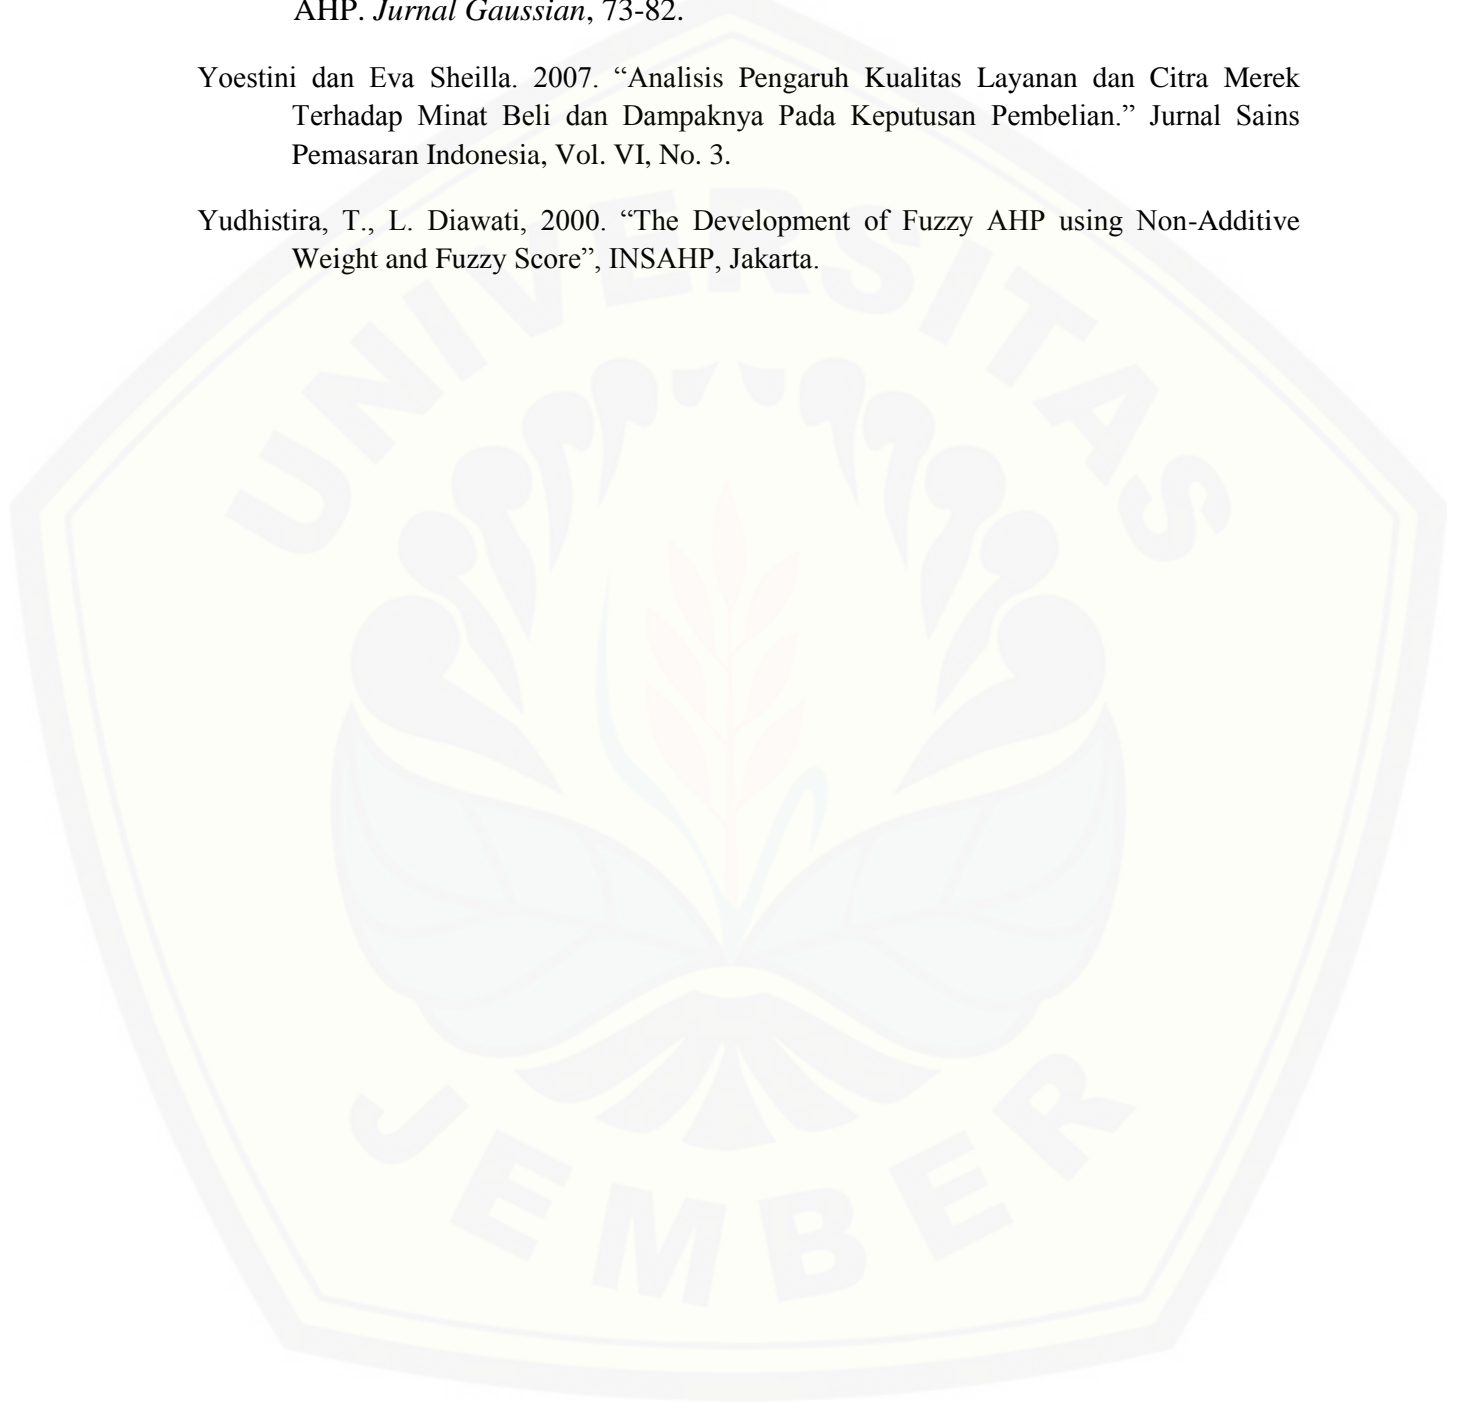 AHP. Jurnal Gaussian, 73-82.
Yoestini dan Eva Sheilla. 2007. “Analisis Pengaruh Kualitas Layanan dan Citra Merek
Terhadap Minat Beli dan Dampaknya Pada Keputusan Pembelian.” Jurnal Sains
Pemasaran Indonesia, Vol. VI, No. 3.
Yudhistira, T., L. Diawati, 2000. “The Development of Fuzzy AHP using Non-Additive
Weight and Fuzzy Score”, INSAHP, Jakarta.
UNIVERSITAS
JEMBER